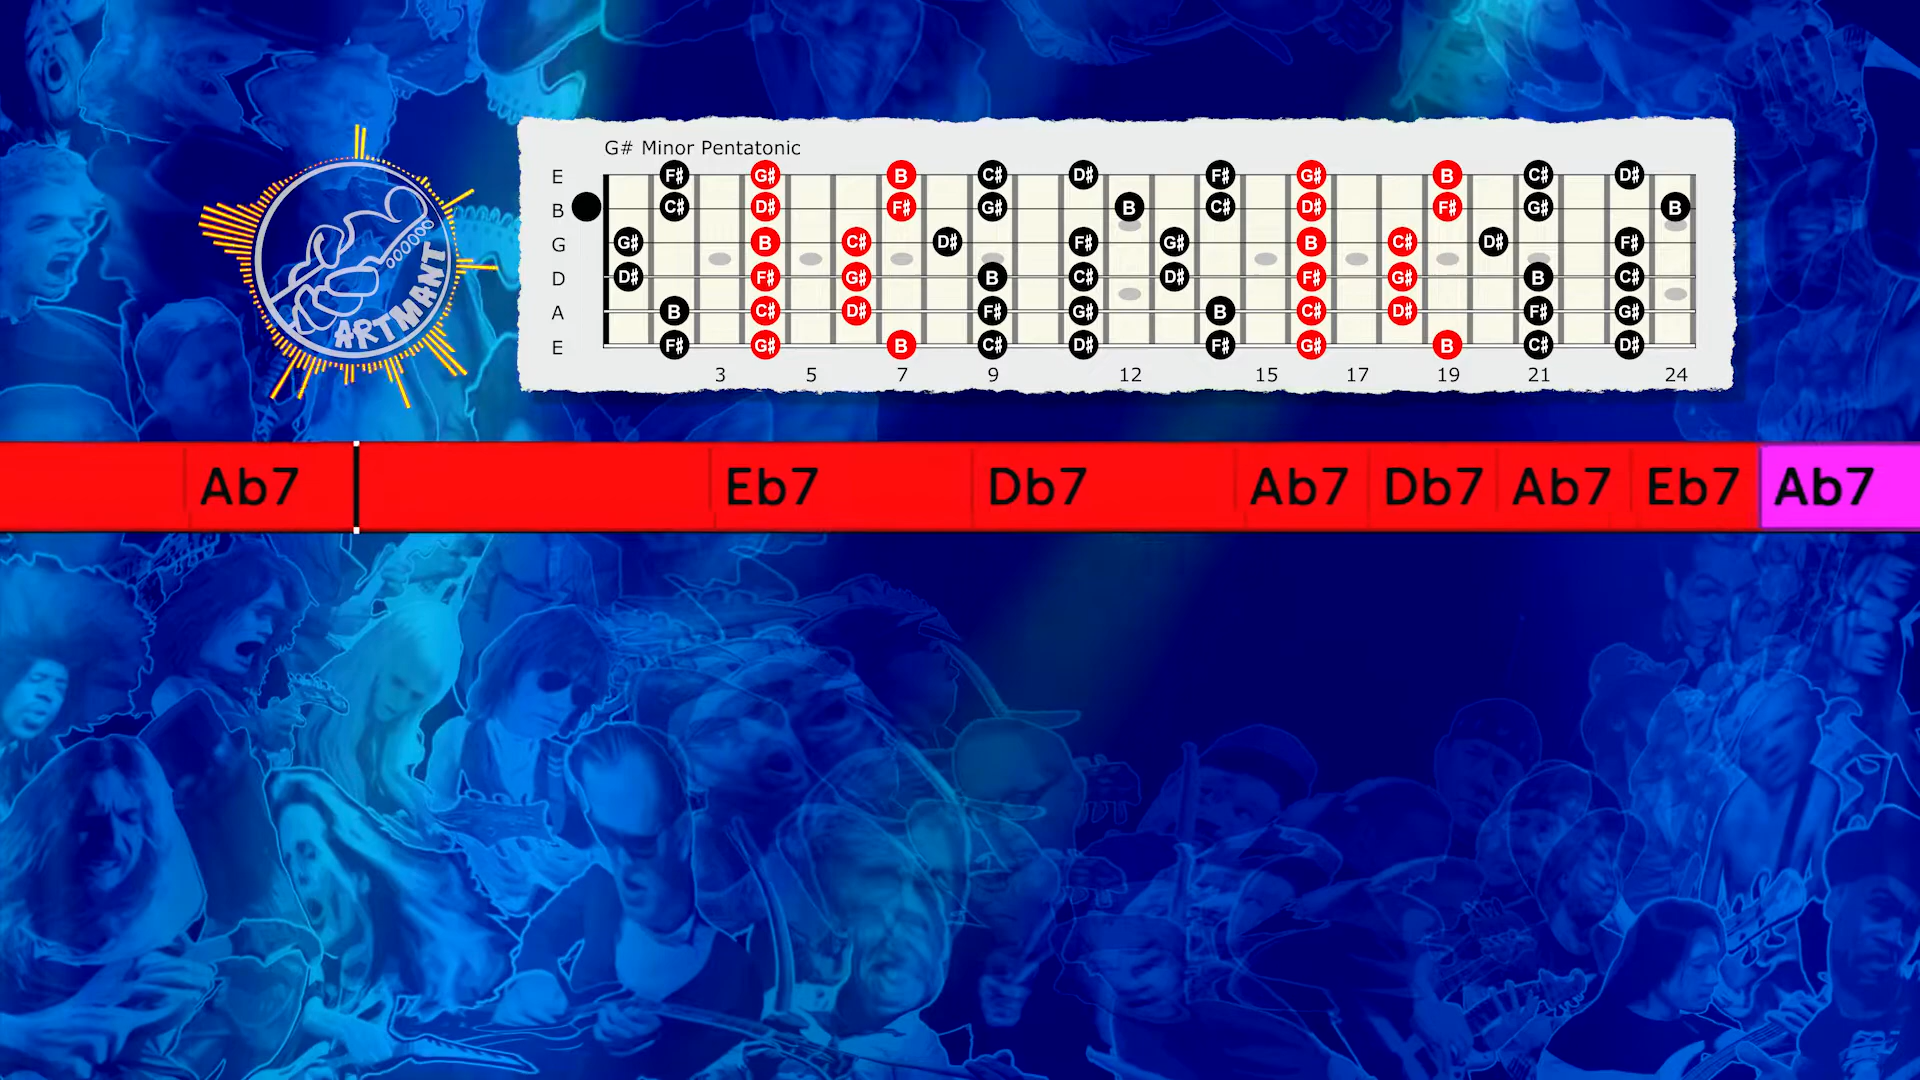 G# Minor Pentatonic
E F# G# B C# D# F# G# B C# D#
B C# D# F# G# B C# D# F# G# B
G G# B C# D# F# G# B C# D# F#
D D# F# G# B C# D# F# G# B C#
A B C# D# F# G# B C# D# F# G#
E F# G# B C# D# F# G# B C# D#
3 5 7 9 12 15 17 19 21 24
ARTMANT
Ab7 Eb7 Db7 Ab7 Db7 Ab7 Eb7 Ab7